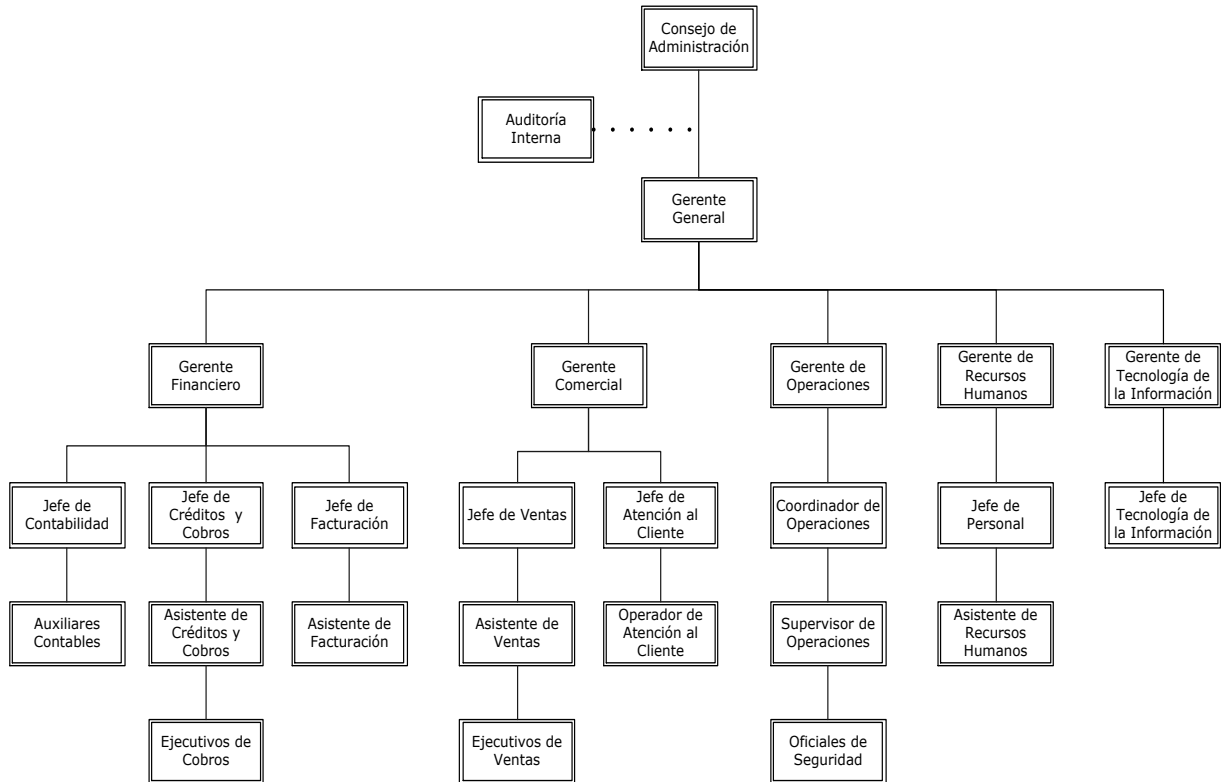 Consejo de
Administración
Auditoría
Interna
Gerente
General
Gerente
Financiero
Gerente
Comercial
Gerente de
Operaciones
Gerente de
Recursos
Humanos
Gerente de
Tecnología de
la Información
Jefe de
Contabilidad
Jefe de
Créditos y
Cobros
Jefe de
Facturación
Jefe de Ventas
Jefe de
Atención al
Cliente
Coordinador de
Operaciones
Jefe de
Personal
Jefe de
Tecnología de
la Información
Auxiliares
Contables
Asistente de
Créditos y
Cobros
Asistente de
Facturación
Asistente de
Ventas
Operador de
Atención al
Cliente
Supervisor de
Operaciones
Asistente de
Recursos
Humanos
Ejecutivos de
Cobros
Ejecutivos de
Ventas
Oficiales de
Seguridad